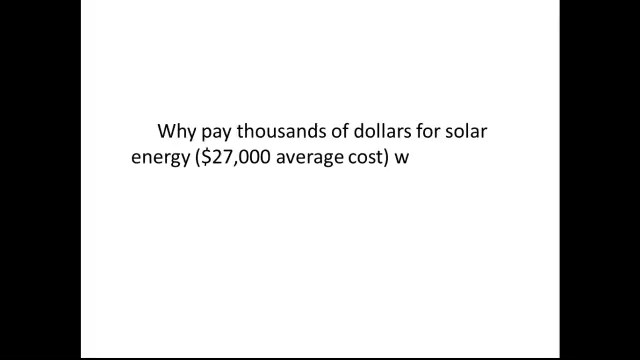 Why pay thousands of dollars for solar
energy ($27,000 average cost) w